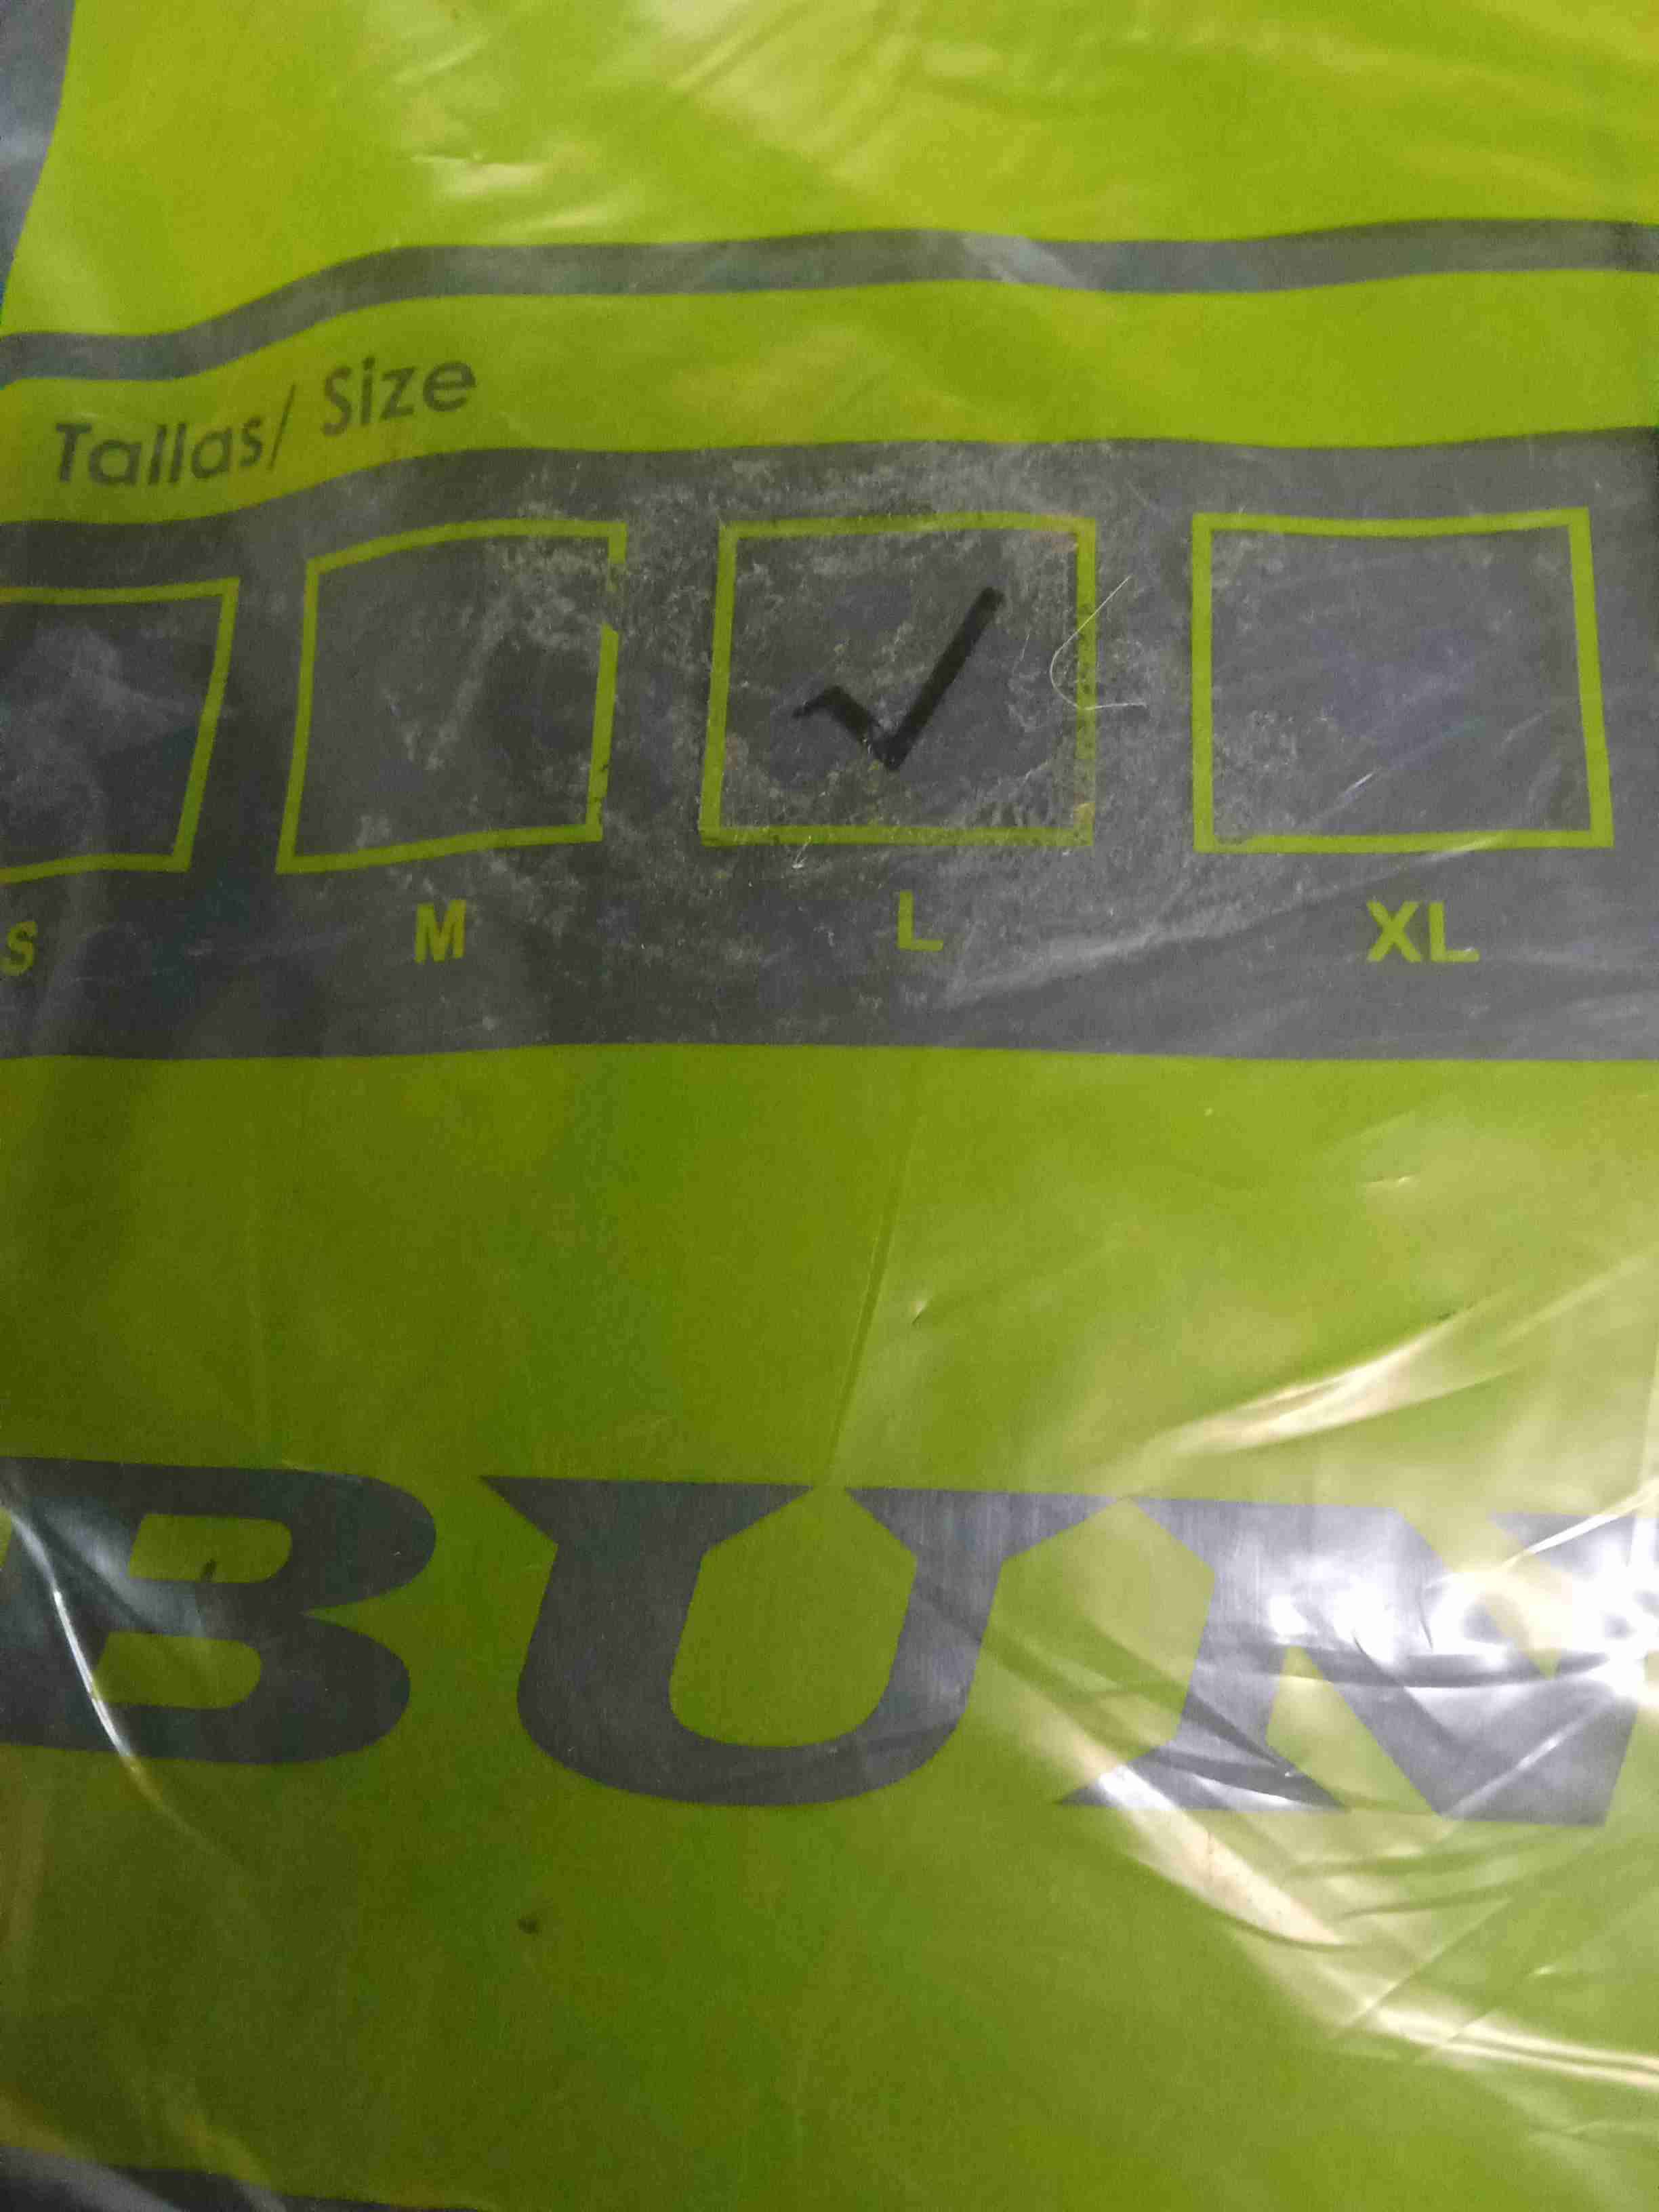 Tallas/ Size
✓
S M L XL
BUN